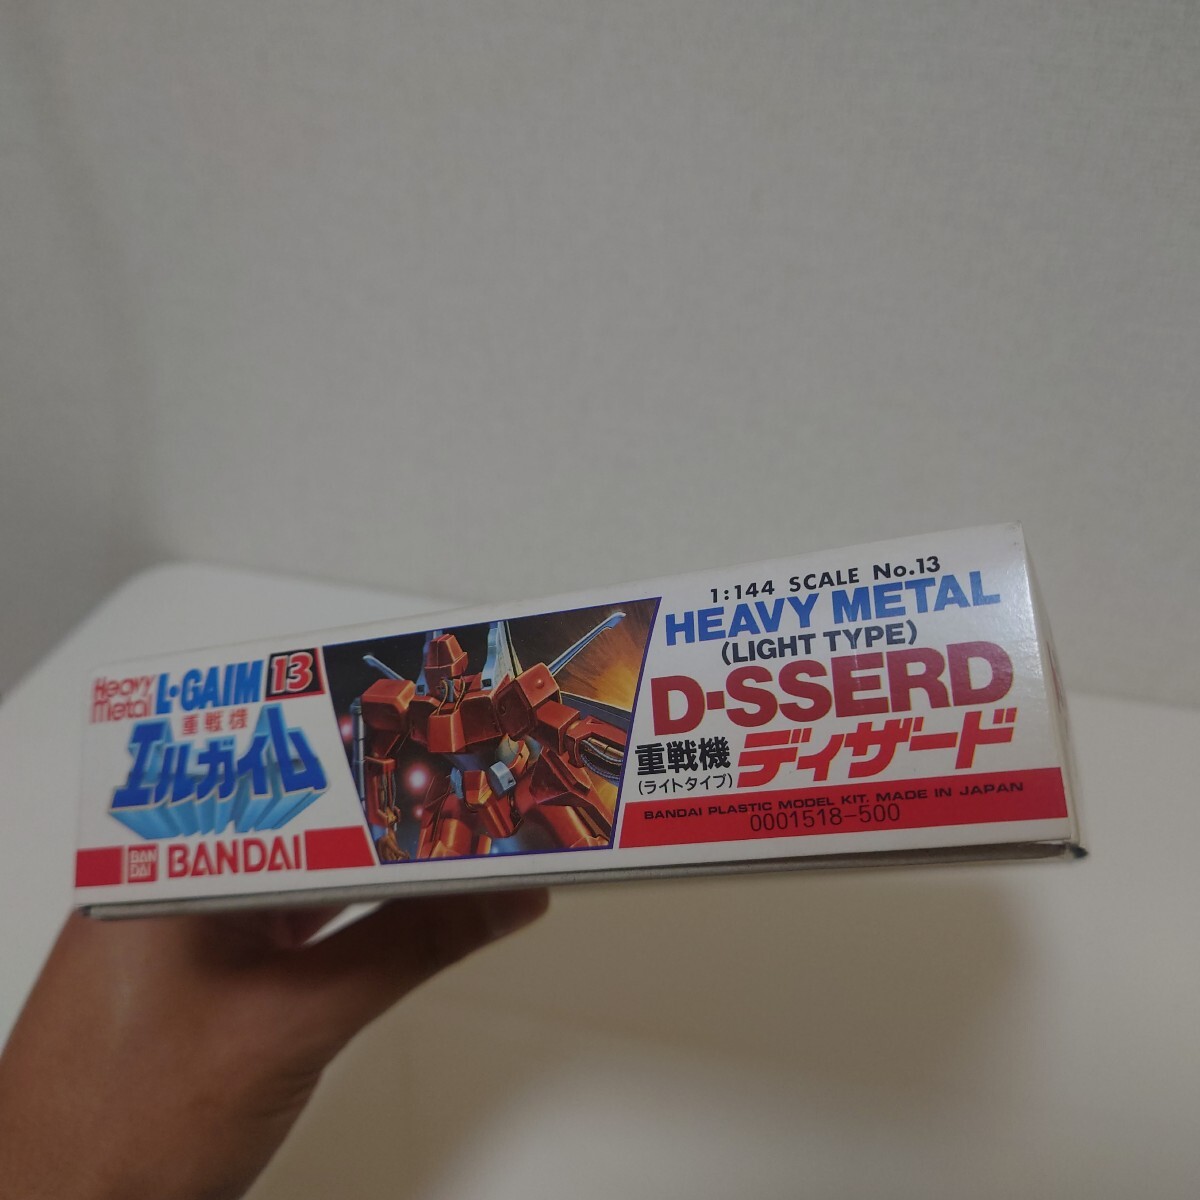 Heavy Metal L·GAIM 13
重戦機
エルガイム
BAN DAI BANDAI
1:144 SCALE No.13
HEAVY METAL
(LIGHT TYPE)
D·SSERD
重戦機 ディザード
(ライトタイプ)
BANDAI PLASTIC MODEL KIT. MADE IN JAPAN
0001518-500